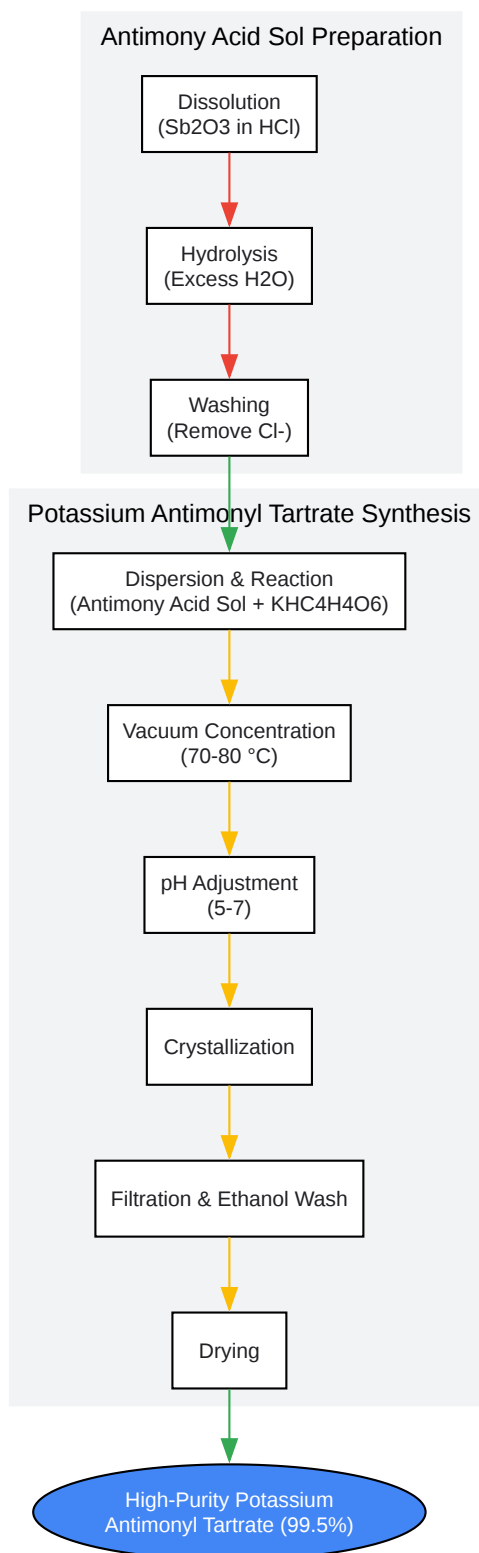 Antimony Acid Sol Preparation
Dissolution
(Sb2O3 in HCl)
Hydrolysis
(Excess H2O)
Washing
(Remove Cl-)
Potassium Antimonyl Tartrate Synthesis
Dispersion & Reaction
(Antimony Acid Sol + KHC4H4O6)
Vacuum Concentration
(70-80 °C)
pH Adjustment
(5-7)
Crystallization
Filtration & Ethanol Wash
Drying
High-Purity Potassium
Antimonyl Tartrate (99.5%)